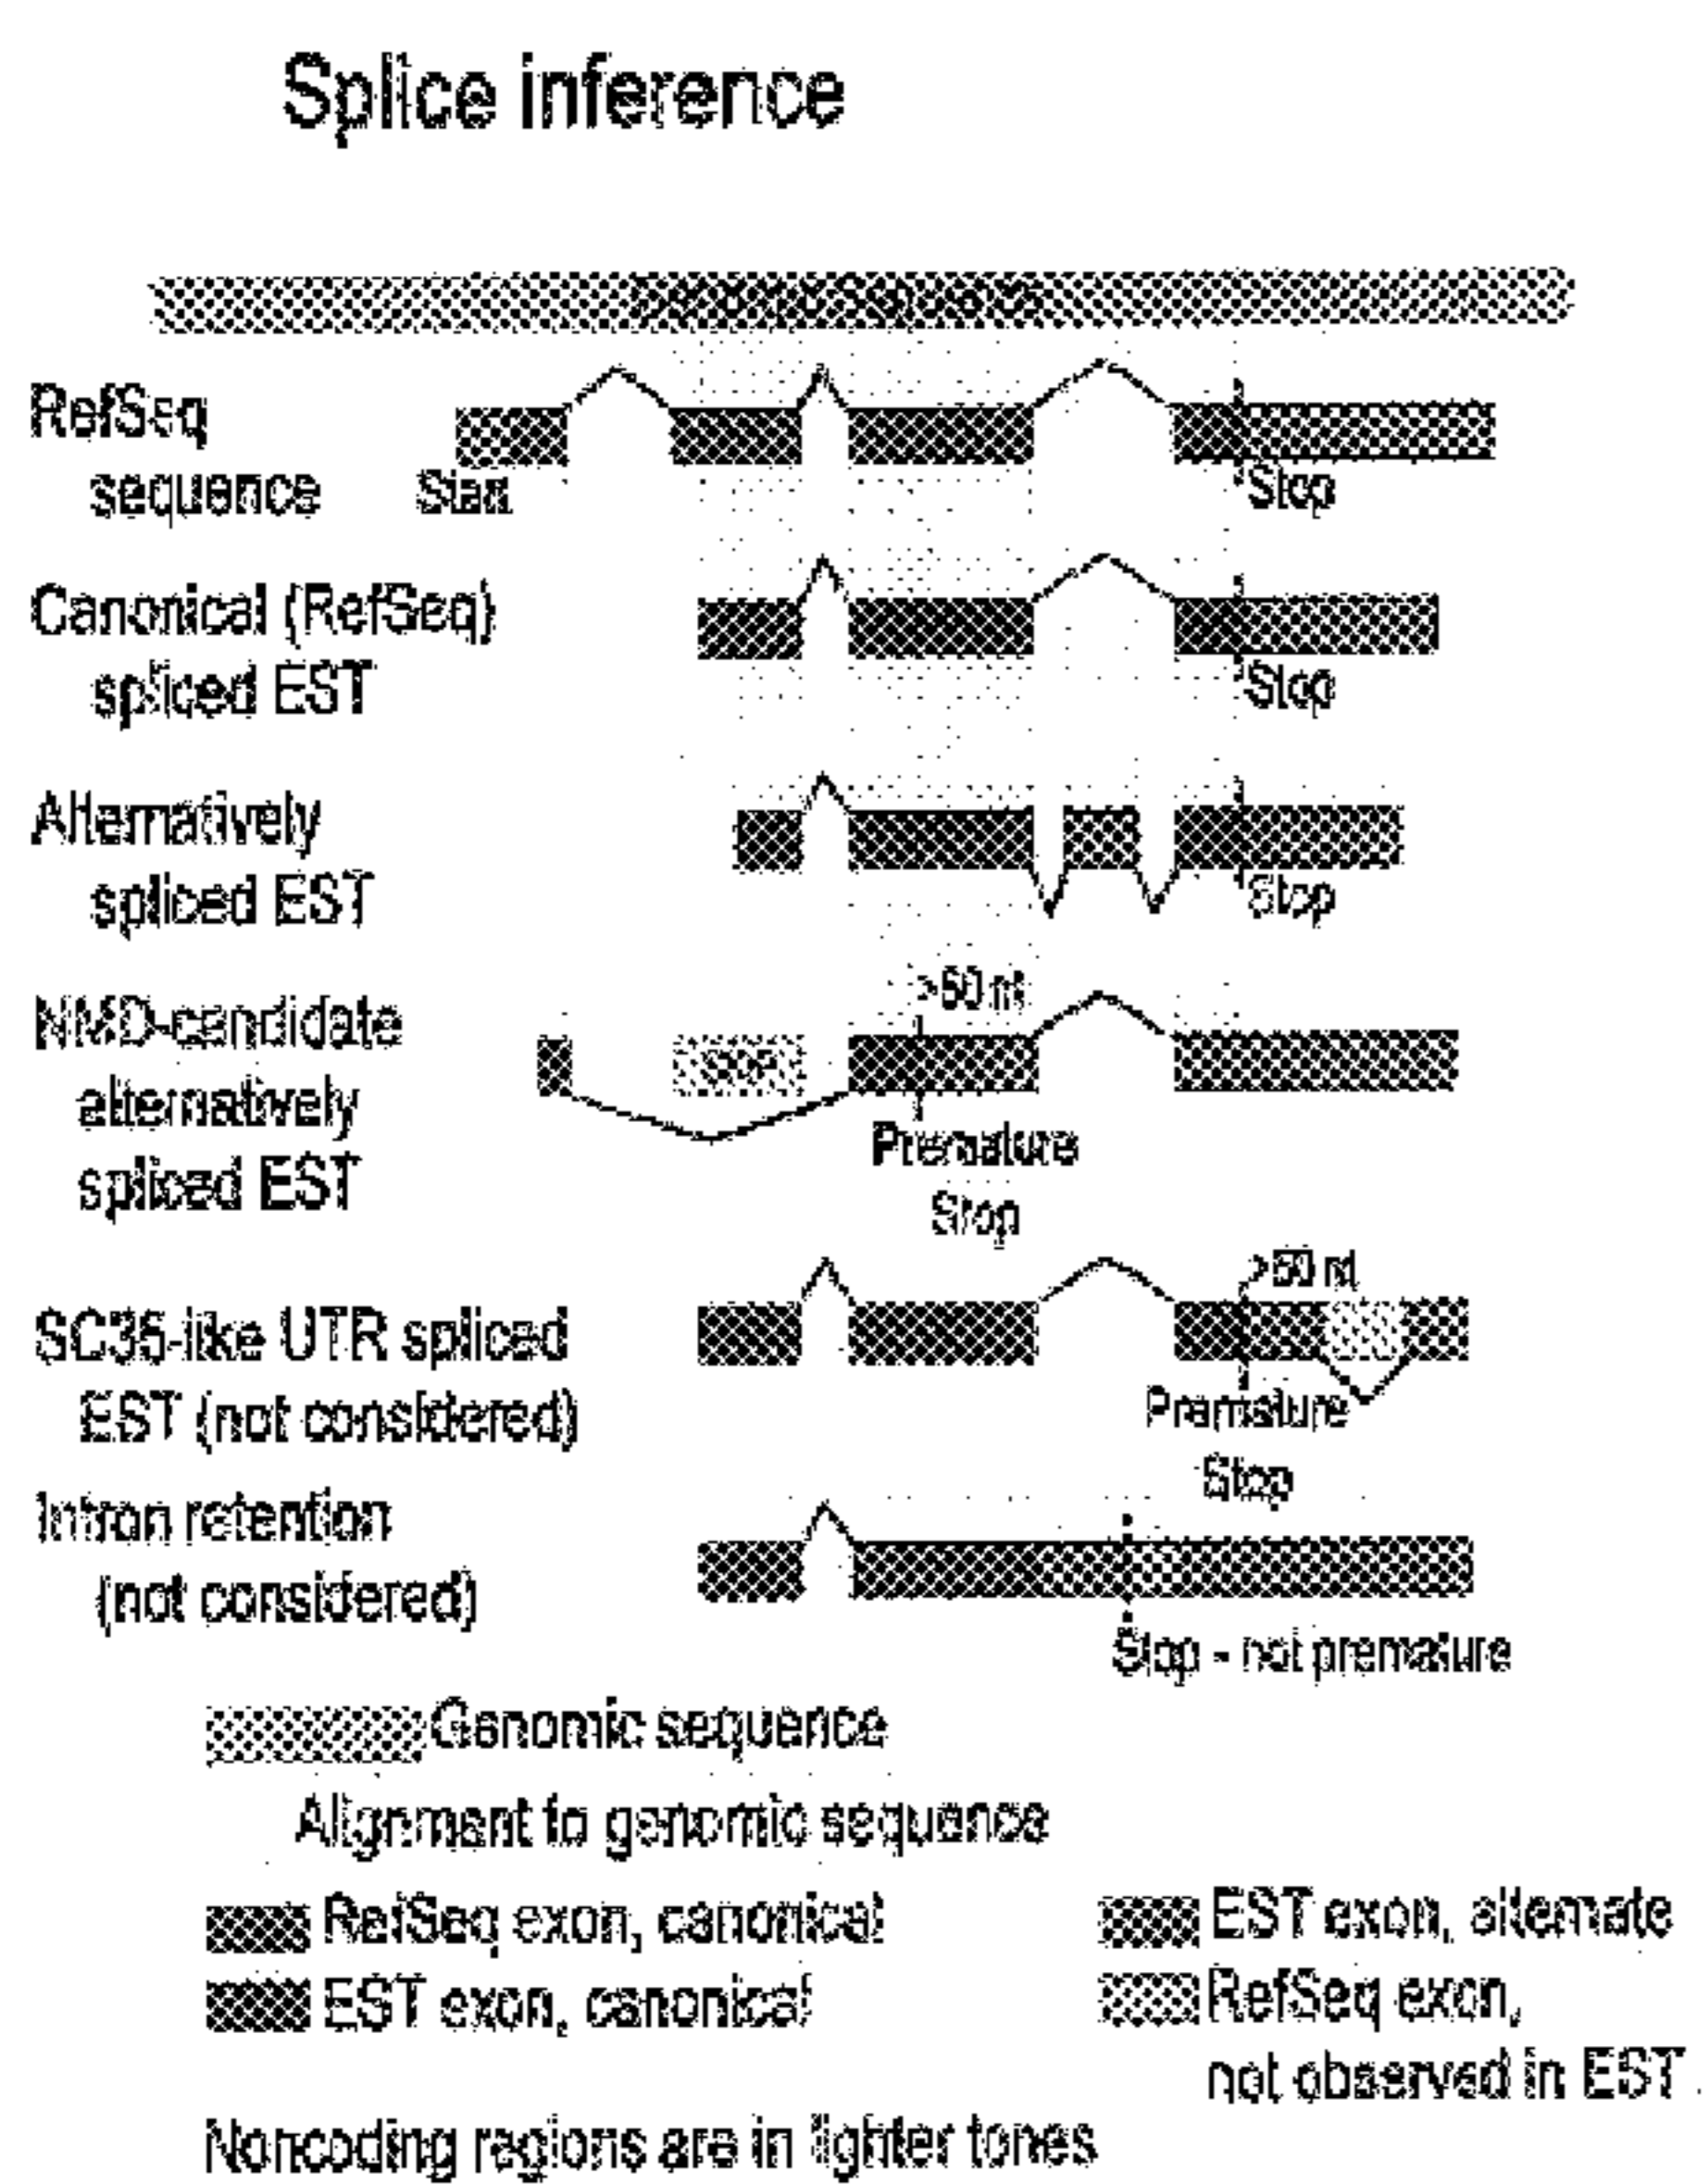 Splice inference
RefSeq
sequence
Start
Stop
Canonical (RefSeq)
spliced EST
Stop
Alternatively
spliced EST
Stop
NMD-candidate
alternatively
spliced EST
>50 nt
Premature
Stop
SC35-like UTR spliced
EST (not considered)
>50 nt
Premature
Stop
Intron retention
(not considered)
Stop - not premature
Genomic sequence
Alignment to genomic sequence
RefSeq exon, canonical
EST exon, alternate
EST exon, canonical
RefSeq exon,
not observed in EST
Noncoding regions are in lighter tones